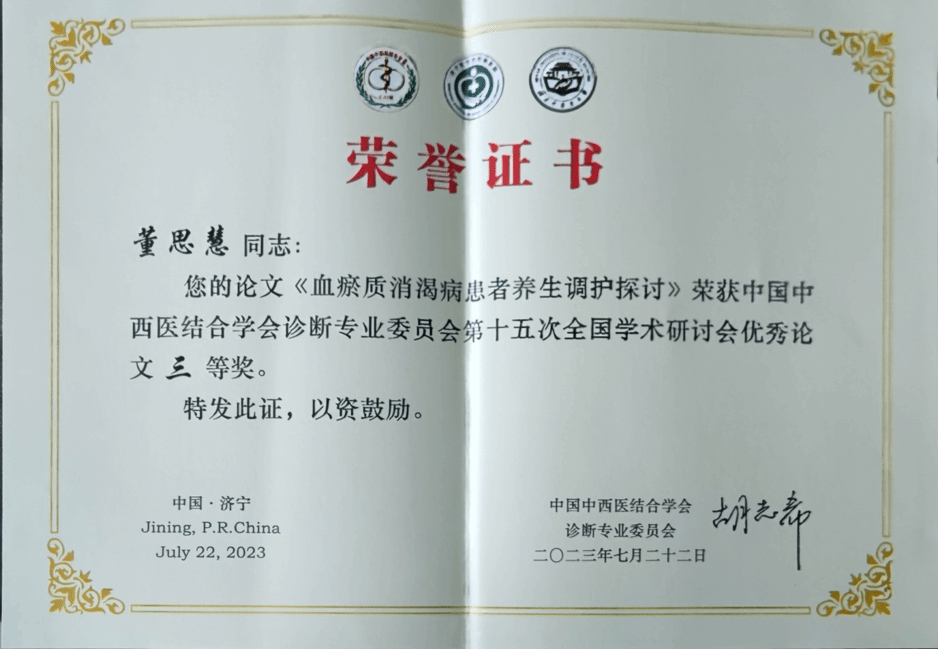 荣誉证书
董思慧 同志：
您的论文《血瘀质消渴病患者养生调护探讨》荣获中国中
西医结合学会诊断专业委员会第十五次全国学术研讨会优秀论
文 三 等奖。
特发此证，以资鼓励。
中国·济宁
Jining, P.R.China
July 22, 2023
中国中西医结合学会
诊断专业委员会
二〇二三年七月二十二日
胡志希